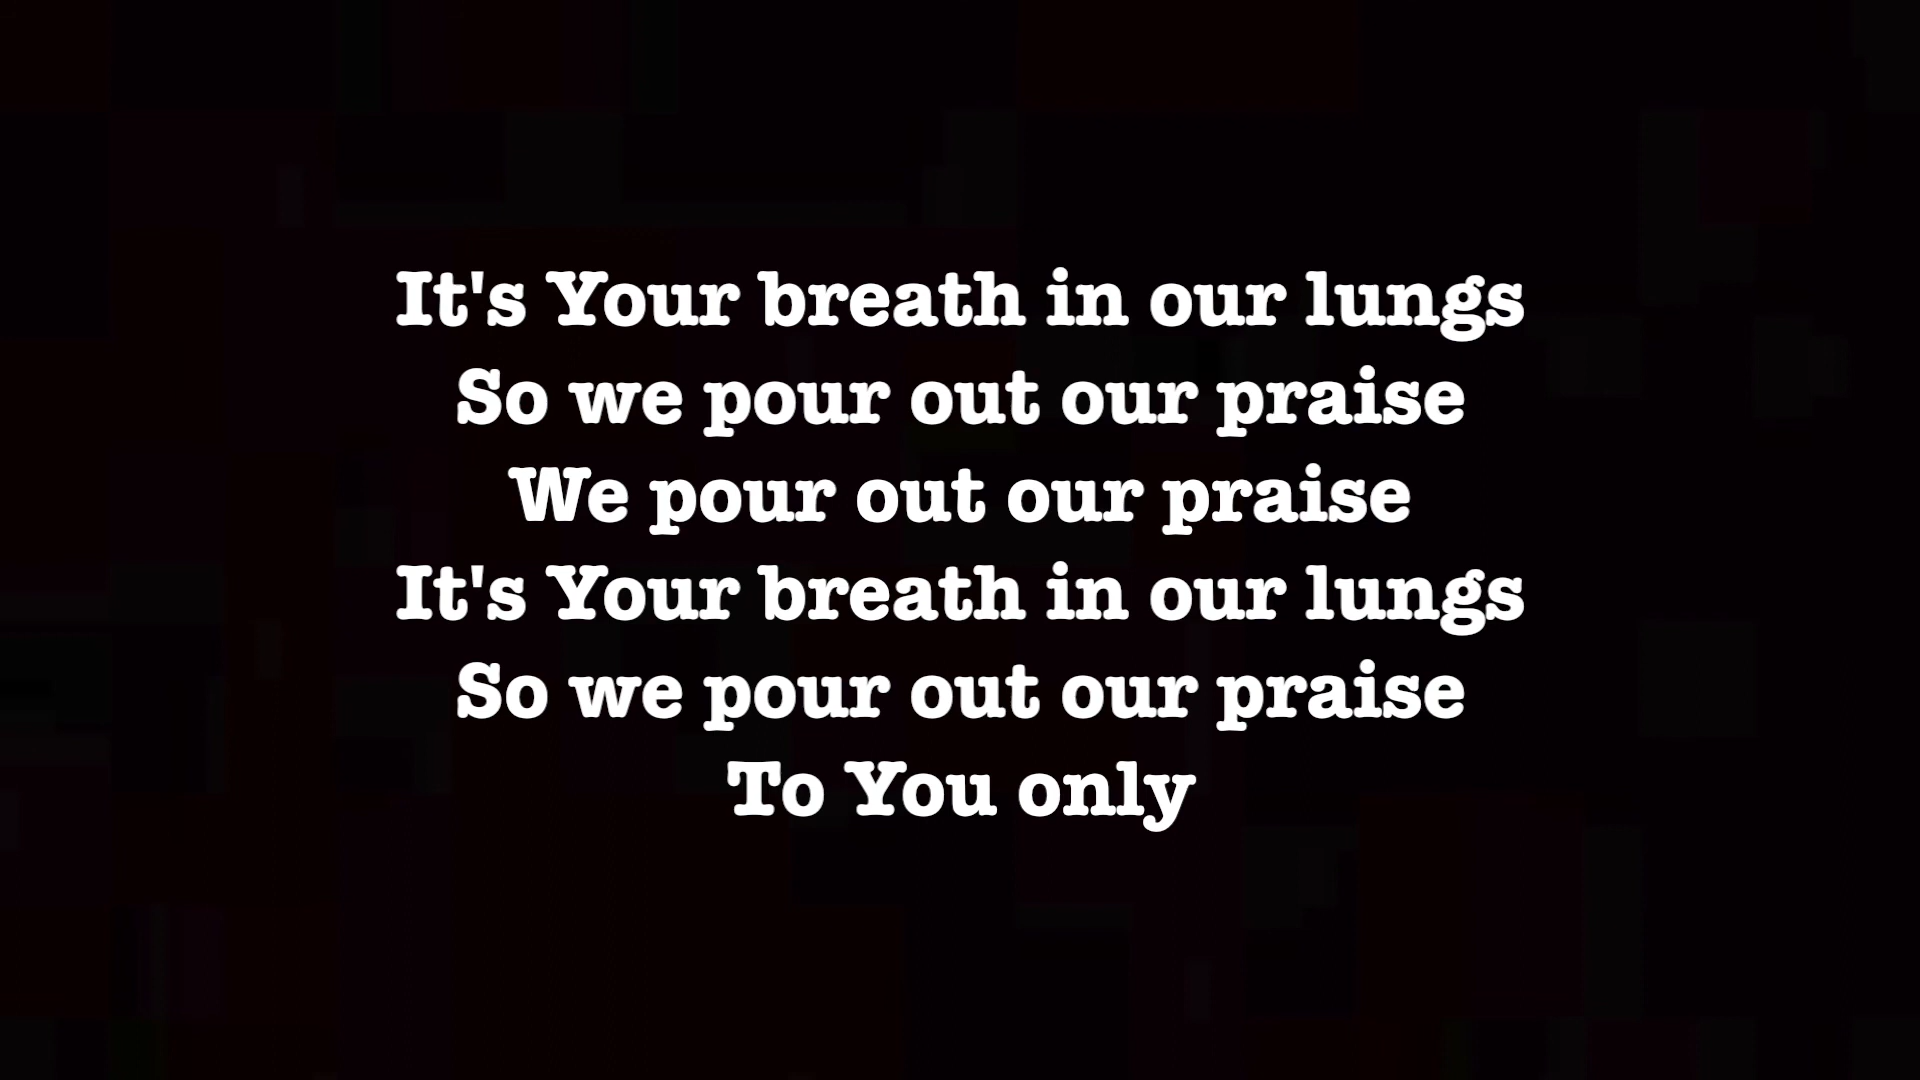 It's Your breath in our lungs
So we pour out our praise
We pour out our praise
It's Your breath in our lungs
So we pour out our praise
To You only